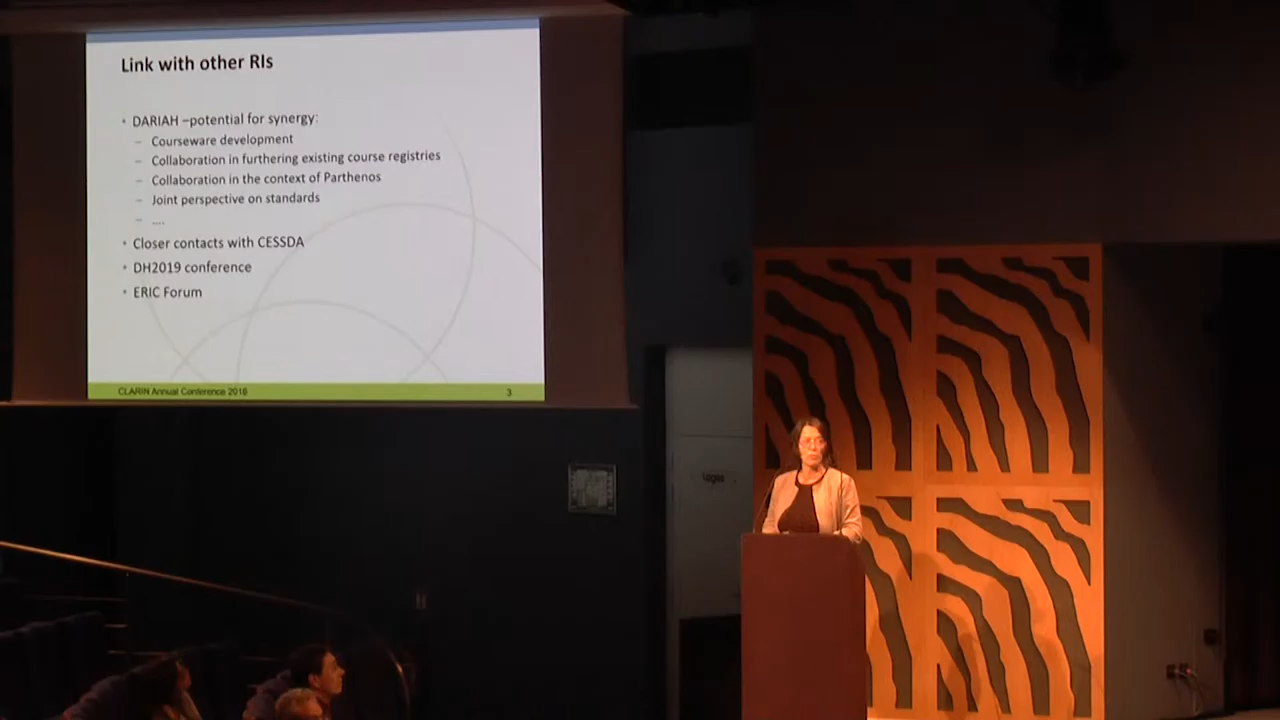 Link with other RIs
• DARIAH –potential for synergy:
– Courseware development
– Collaboration in furthering existing course registries
– Collaboration in the context of Parthenos
– Joint perspective on standards
– ....
• Closer contacts with CESSDA
• DH2019 conference
• ERIC Forum
CLARIN Annual Conference 2016 3
Loges